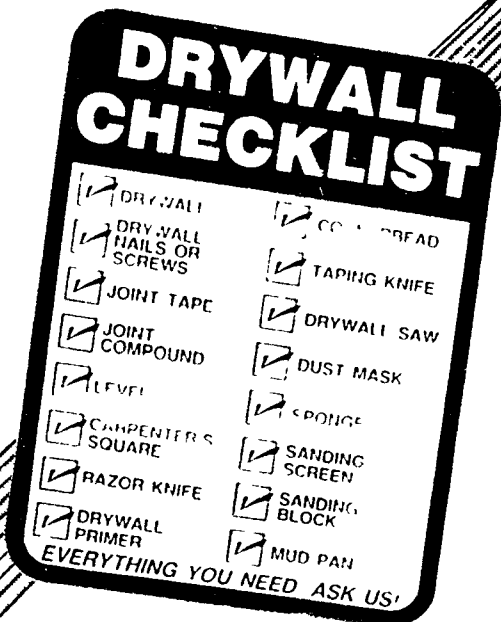 DRYWALL
CHECKLIST
DRYWALL
DRYWALL
NAILS OR
SCREWS
JOINT TAPE
JOINT
COMPOUND
LEVEL
CARPENTER'S
SQUARE
RAZOR KNIFE
DRYWALL
PRIMER
TAPING KNIFE
DRYWALL SAW
DUST MASK
SPONGE
SANDING
SCREEN
SANDING
BLOCK
MUD PAN
EVERYTHING YOU NEED ASK US!